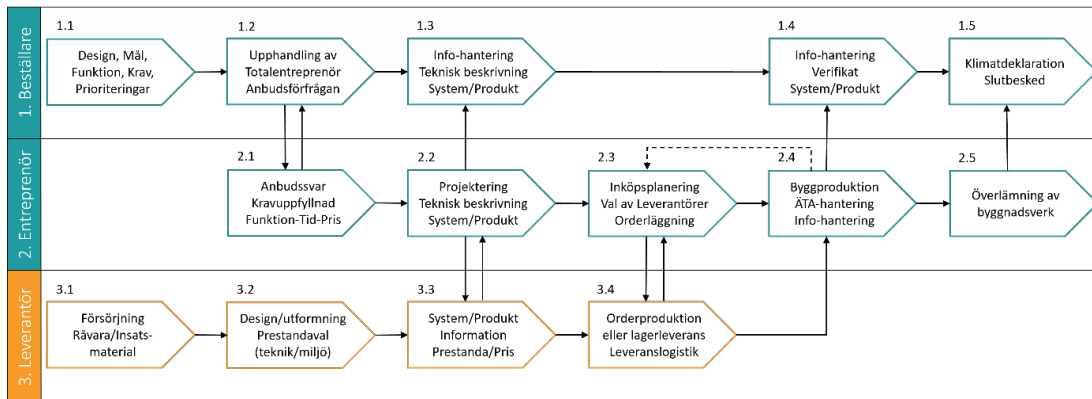 1. Beställare
1.1
Design, Mål,
Funktion, Krav,
Prioriteringar
1.2
Upphandling av
Totalentreprenör
Anbudsförfrågan
1.3
Info-hantering
Teknisk beskrivning
System/Produkt
1.4
Info-hantering
Verifikat
System/Produkt
1.5
Klimatdeklaration
Slutbesked
2. Entreprenör
2.1
Anbudssvar
Kravuppfyllnad
Funktion-Tid-Pris
2.2
Projektering
Teknisk beskrivning
System/Produkt
2.3
Inköpsplanering
Val av Leverantörer
Orderläggning
2.4
Byggproduktion
ÄTA-hantering
Info-hantering
2.5
Överlämning av
byggnadsverk
3. Leverantör
3.1
Försörjning
Råvara/Insats-
material
3.2
Design/utformning
Prestandaval
(teknik/miljö)
3.3
System/Produkt
Information
Prestanda/Pris
3.4
Orderproduktion
eller lagerleverans
Leveranslogistik